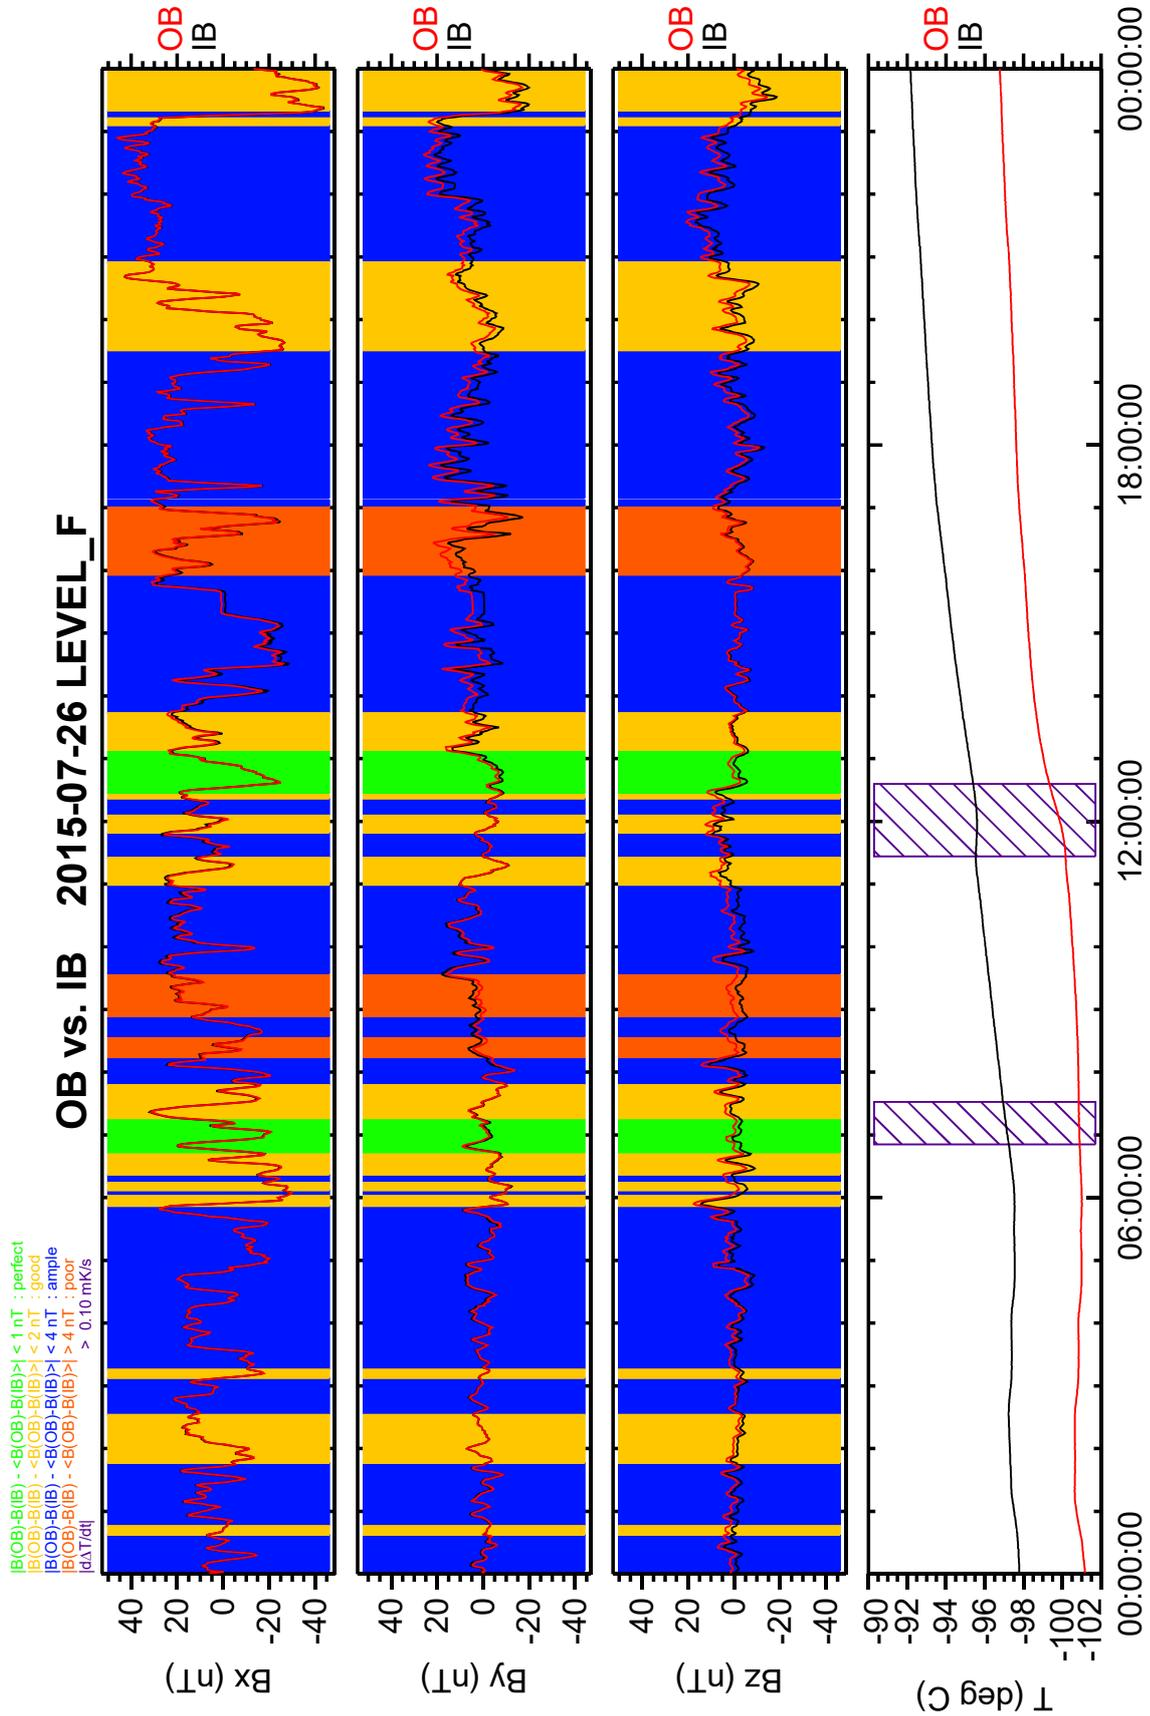 |B(OB)-B(IB) - <B(OB)-B(IB)>| < 1 nT : perfect
|B(OB)-B(IB) - <B(OB)-B(IB)>| < 2 nT : good
|B(OB)-B(IB) - <B(OB)-B(IB)>| < 4 nT : ample
|B(OB)-B(IB) - <B(OB)-B(IB)>| > 4 nT : poor
|dΔT/dt| > 0.10 mK/s
OB vs. IB 2015-07-26 LEVEL_F
Bx (nT)
40
20
0
-20
-40
OB
IB
By (nT)
40
20
0
-20
-40
OB
IB
Bz (nT)
40
20
0
-20
-40
OB
IB
T (deg C)
-90
-92
-94
-96
-98
-100
-102
OB
IB
00:00:00 06:00:00 12:00:00 18:00:00 00:00:00